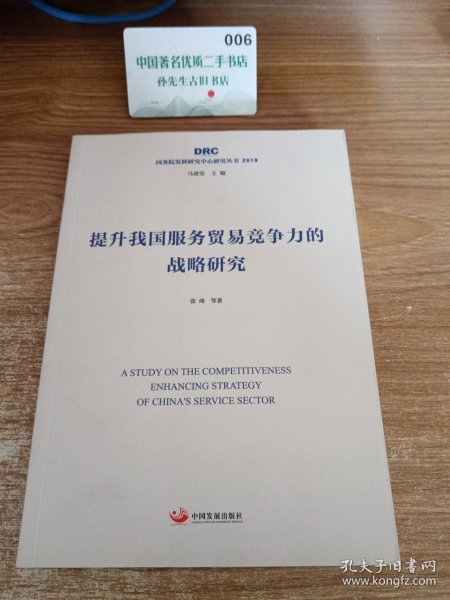 006
中国著名优质二手书店
孙先生古旧书店
DRC
国务院发展研究中心研究丛书 2019
马建堂 主编
提升我国服务贸易竞争力的
战略研究
张琦 等著
A STUDY ON THE COMPETITIVENESS
ENHANCING STRATEGY
OF CHINA'S SERVICE SECTOR
中国发展出版社
CHINA DEVELOPMENT PRESS
孔夫子旧书网
www.kongfz.com